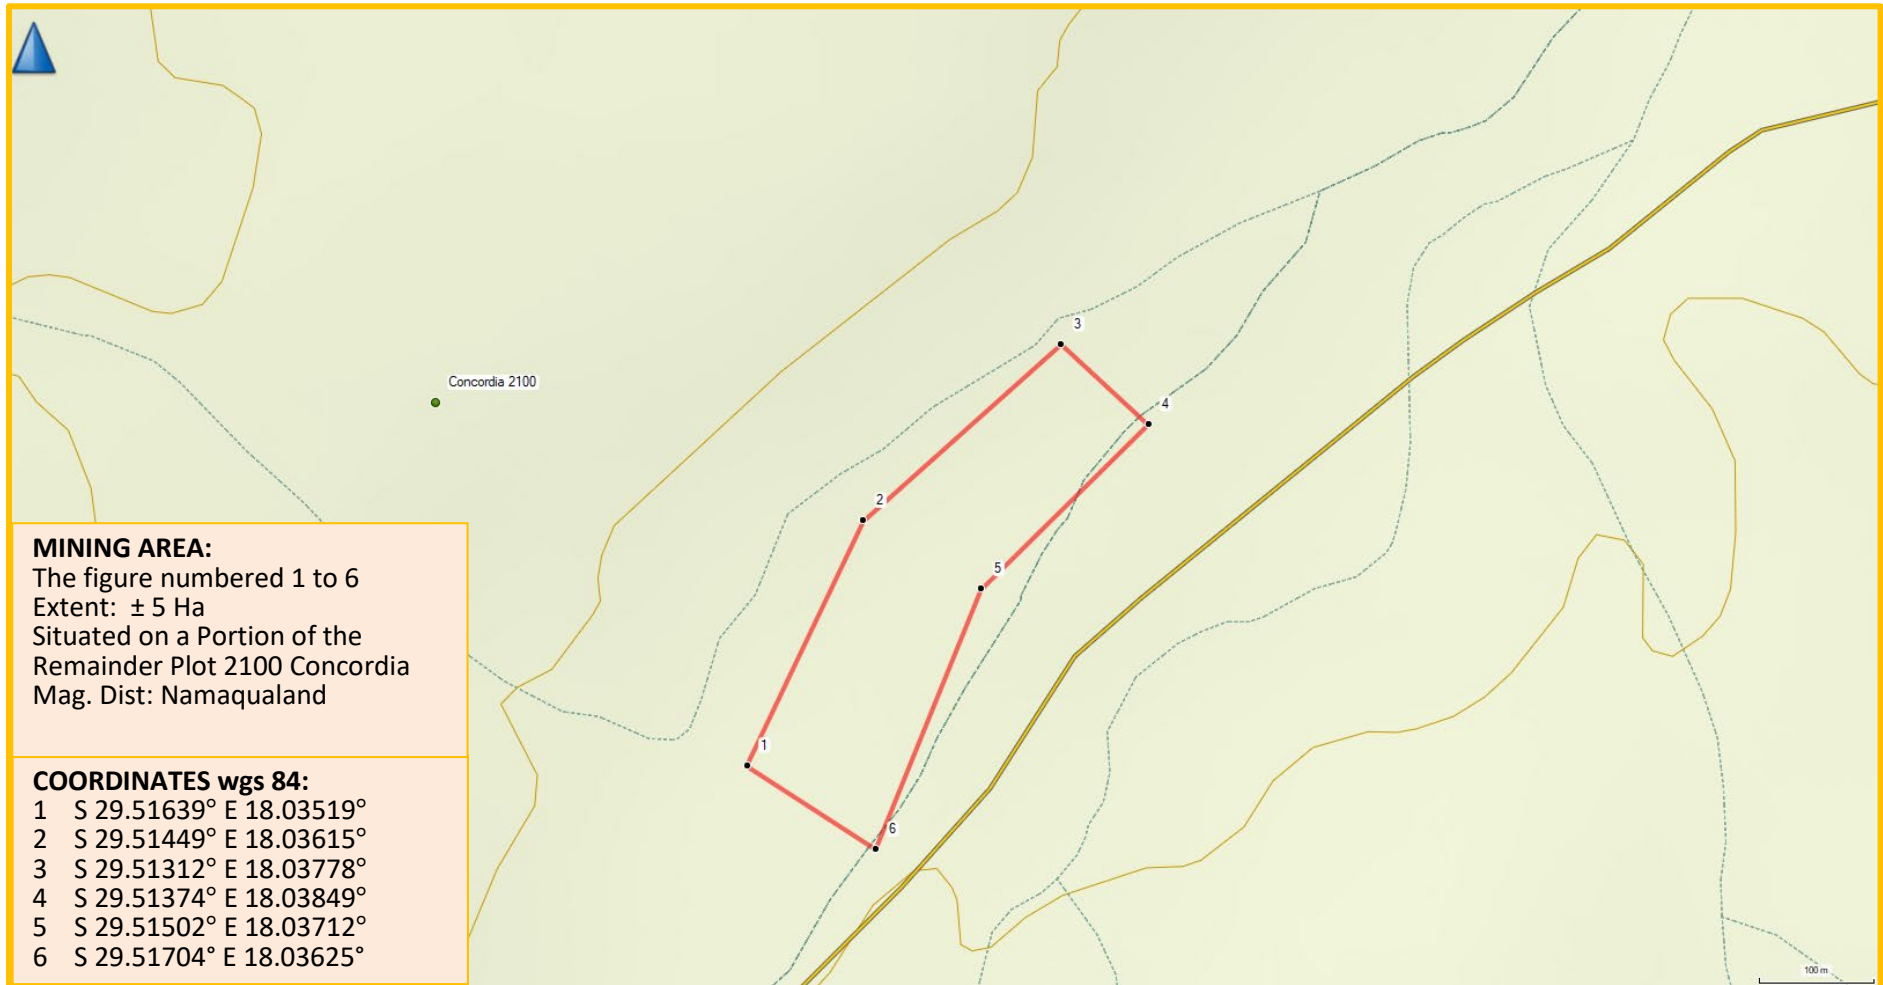 3
Concordia 2100
4
2
5
1
6
MINING AREA:
The figure numbered 1 to 6
Extent:  ± 5 Ha
Situated on a Portion of the
Remainder Plot 2100 Concordia
Mag. Dist: Namaqualand
COORDINATES wgs 84:
1 S 29.51639° E 18.03519°
2 S 29.51449° E 18.03615°
3 S 29.51312° E 18.03778°
4 S 29.51374° E 18.03849°
5 S 29.51502° E 18.03712°
6 S 29.51704° E 18.03625°
100 m